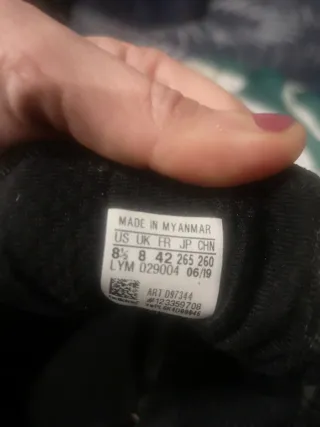 MADE IN MYANMAR
US UK FR JP CHN
8½ 8 42 265 260
LYM 029004 06/19
ART D97344